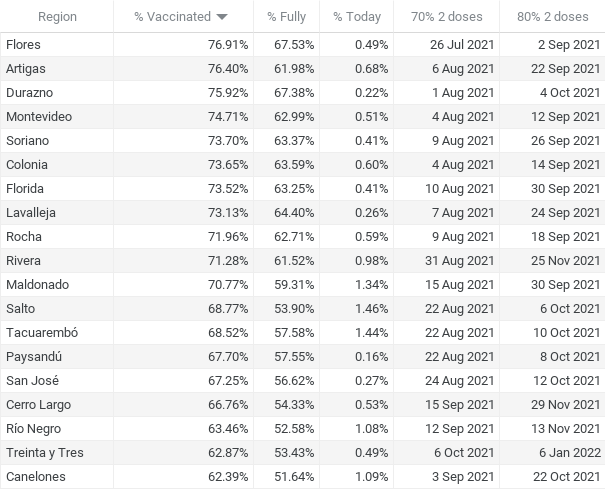 Region % Vaccinated % Fully % Today 70% 2 doses 80% 2 doses
Flores 76.91% 67.53% 0.49% 26 Jul 2021 2 Sep 2021
Artigas 76.40% 61.98% 0.68% 6 Aug 2021 22 Sep 2021
Durazno 75.92% 67.38% 0.22% 1 Aug 2021 4 Oct 2021
Montevideo 74.71% 62.99% 0.51% 4 Aug 2021 12 Sep 2021
Soriano 73.70% 63.37% 0.41% 9 Aug 2021 26 Sep 2021
Colonia 73.65% 63.59% 0.60% 4 Aug 2021 14 Sep 2021
Florida 73.52% 63.25% 0.41% 10 Aug 2021 30 Sep 2021
Lavalleja 73.13% 64.40% 0.26% 7 Aug 2021 24 Sep 2021
Rocha 71.96% 62.71% 0.59% 9 Aug 2021 18 Sep 2021
Rivera 71.28% 61.52% 0.98% 31 Aug 2021 25 Nov 2021
Maldonado 70.77% 59.31% 1.34% 15 Aug 2021 30 Sep 2021
Salto 68.77% 53.90% 1.46% 22 Aug 2021 6 Oct 2021
Tacuarembó 68.52% 57.58% 1.44% 22 Aug 2021 10 Oct 2021
Paysandú 67.70% 57.55% 0.16% 22 Aug 2021 8 Oct 2021
San José 67.25% 56.62% 0.27% 24 Aug 2021 12 Oct 2021
Cerro Largo 66.76% 54.33% 0.53% 15 Sep 2021 29 Nov 2021
Río Negro 63.46% 52.58% 1.08% 12 Sep 2021 13 Nov 2021
Treinta y Tres 62.87% 53.43% 0.49% 6 Oct 2021 6 Jan 2022
Canelones 62.39% 51.64% 1.09% 3 Sep 2021 22 Oct 2021